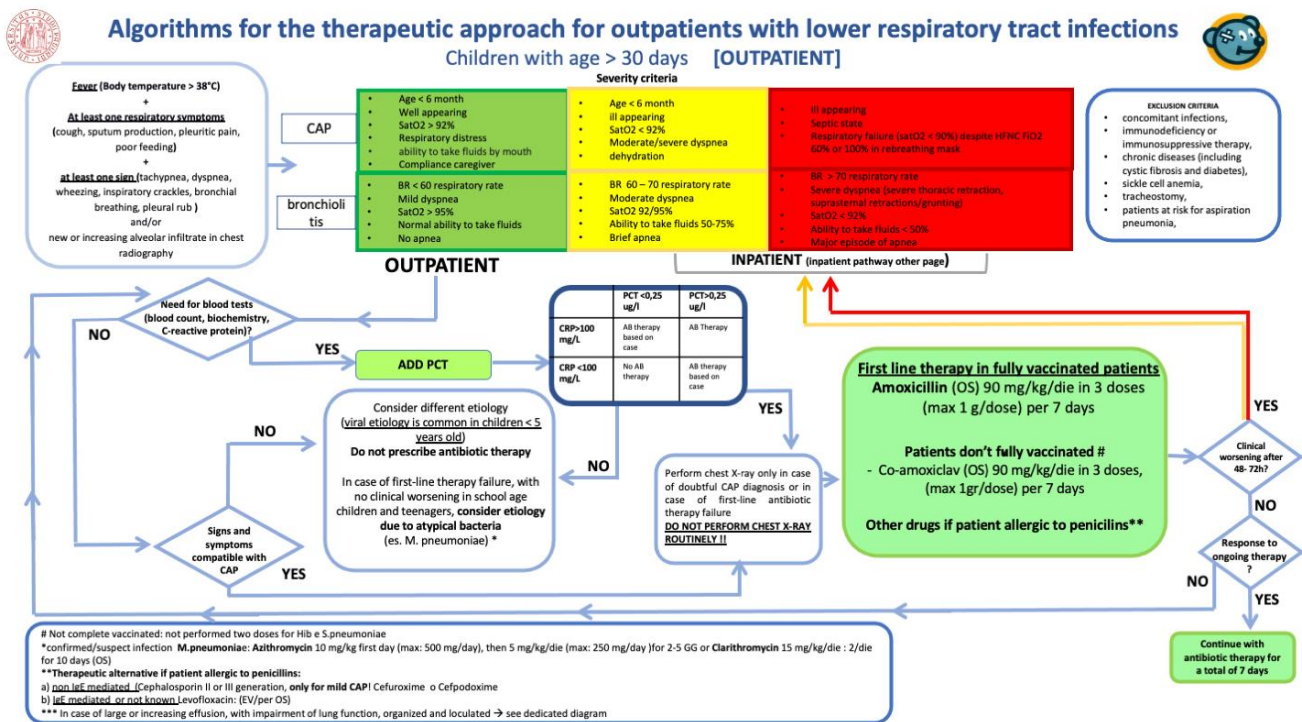 Algorithms for the therapeutic approach for outpatients with lower respiratory tract infections
Children with age > 30 days [OUTPATIENT]
Severity criteria
Fever (Body temperature > 38°C)
+
At least one respiratory symptoms
(cough, sputum production, pleuritic pain,
poor feeding)
+
at least one sign (tachypnea, dyspnea,
wheezing, inspiratory crackles, bronchial
breathing, pleural rub )
and/or
new or increasing alveolar infiltrate in chest
radiography
CAP
• Age < 6 month
• Well appearing
• SatO2 > 92%
• Respiratory distress
• ability to take fluids by mouth
• Compliance caregiver
• Age < 6 month
• ill appearing
• SatO2 < 92%
• Moderate/severe dyspnea
• dehydration
• ill appearing
• Septic state
• Respiratory failure (satO2 < 90%) despite HFNC FiO2
60% or 100% in rebreathing mask
bronchioli
tis
• BR < 60 respiratory rate
• Mild dyspnea
• SatO2 > 95%
• Normal ability to take fluids
• No apnea
• BR 60 – 70 respiratory rate
• Moderate dyspnea
• SatO2 92/95%
• Ability to take fluids 50-75%
• Brief apnea
• BR > 70 respiratory rate
• Severe dyspnea (severe thoracic retraction,
suprasternal retractions/grunting)
• SatO2 < 92%
• Ability to take fluids < 50%
• Major episode of apnea
EXCLUSION CRITERIA
• concomitant infections,
• immunodeficiency or
immunosuppressive therapy,
• chronic diseases (including
cystic fibrosis and diabetes),
• sickle cell anemia,
• tracheostomy,
• patients at risk for aspiration
pneumonia,
OUTPATIENT
INPATIENT (inpatient pathway other page)
Need for blood tests
(blood count, biochemistry,
C-reactive protein)?
NO
YES
ADD PCT
PCT <0,25
ug/l
PCT>0,25
ug/l
CRP>100
mg/L
AB therapy
based on
case
AB Therapy
CRP <100
mg/L
No AB
therapy
AB therapy
based on
case
YES
NO
Consider different etiology
(viral etiology is common in children < 5
years old)
Do not prescribe antibiotic therapy
In case of first-line therapy failure, with
no clinical worsening in school age
children and teenagers, consider etiology
due to atypical bacteria
(es. M. pneumoniae) *
NO
Signs and
symptoms
compatible with
CAP
YES
Perform chest X-ray only in case
of doubtful CAP diagnosis or in
case of first-line antibiotic
therapy failure
DO NOT PERFORM CHEST X-RAY
ROUTINELY !!
First line therapy in fully vaccinated patients
Amoxicillin (OS) 90 mg/kg/die in 3 doses
(max 1 g/dose) per 7 days
Patients don't fully vaccinated #
- Co-amoxiclav (OS) 90 mg/kg/die in 3 doses,
(max 1gr/dose) per 7 days
Other drugs if patient allergic to penicilins**
YES
Clinical
worsening after
48- 72h?
NO
Response to
ongoing therapy
?
NO
YES
Continue with
antibiotic therapy for
a total of 7 days
# Not complete vaccinated: not performed two doses for Hib e S.pneumoniae
*confirmed/suspect infection M.pneumoniae: Azithromycin 10 mg/kg first day (max: 500 mg/day), then 5 mg/kg/die (max: 250 mg/day )for 2-5 GG or Clarithromycin 15 mg/kg/die : 2/die
for 10 days (OS)
**Therapeutic alternative if patient allergic to penicillins:
a) non IgE mediated (Cephalosporin II or III generation, only for mild CAP! Cefuroxime o Cefpodoxime
b) IgE mediated or not known Levofloxacin: (EV/per OS)
*** In case of large or increasing effusion, with impairment of lung function, organized and loculated → see dedicated diagram